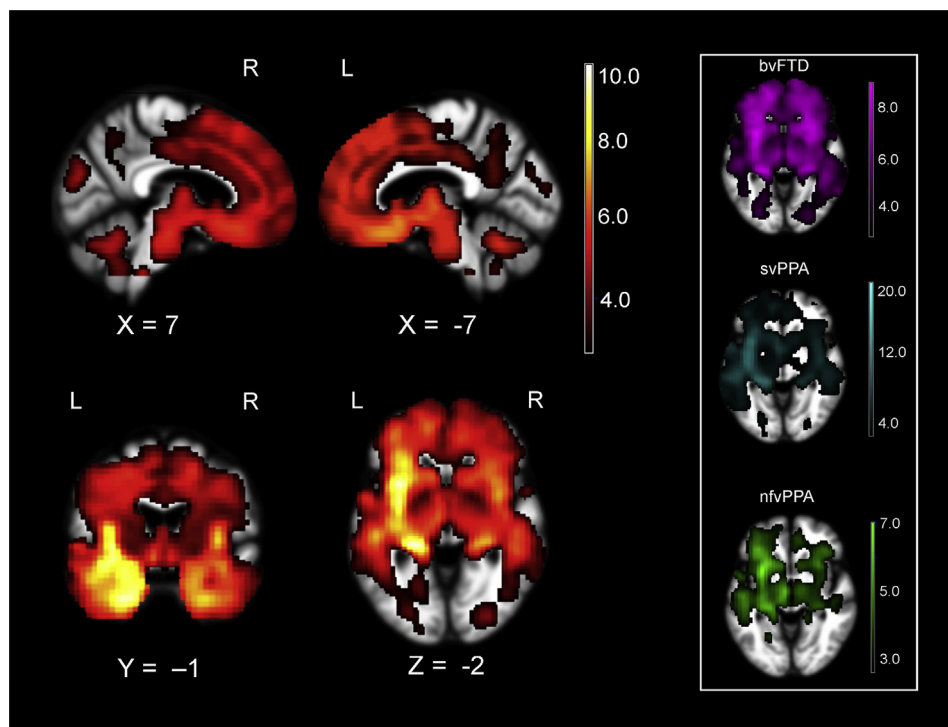 R
L
10.0
8.0
6.0
4.0
X = 7
X = -7
L
R
L
R
Y = –1
Z = -2
bvFTD
8.0
6.0
4.0
svPPA
20.0
12.0
4.0
nfvPPA
7.0
5.0
3.0